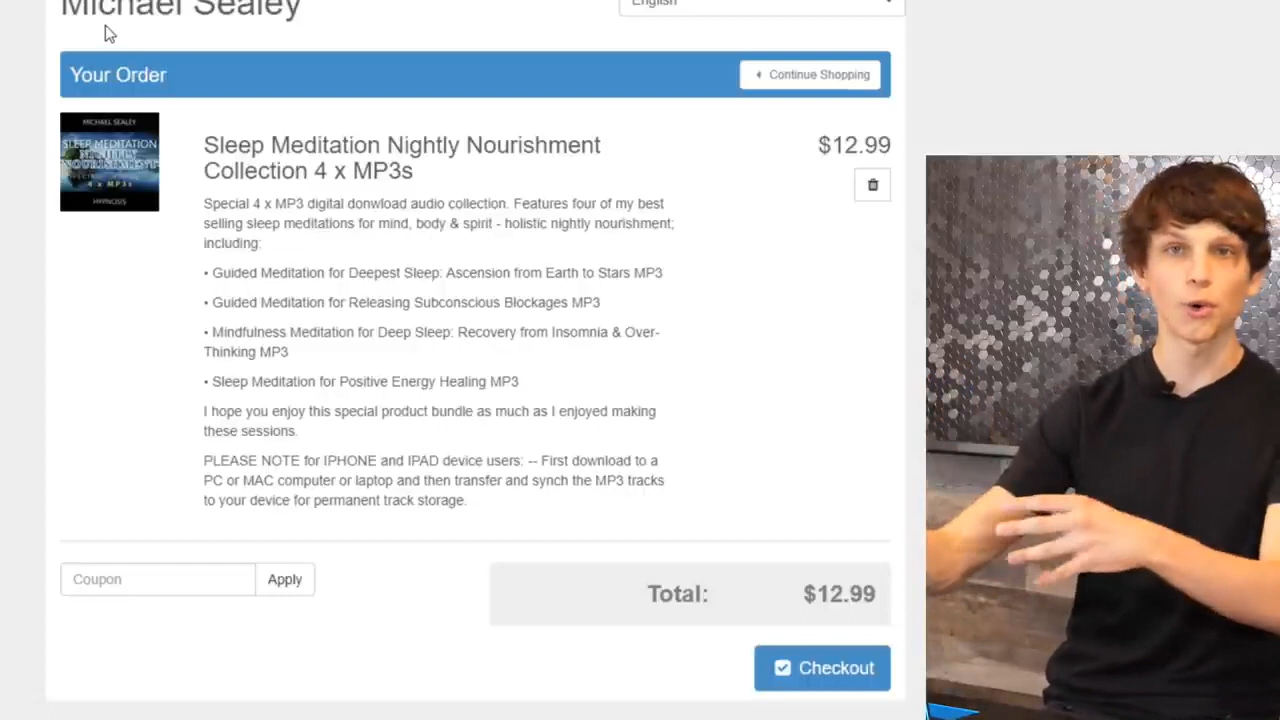 Michael Sealey
English
Your Order
Continue Shopping
MICHAEL SEALEY
SLEEP MEDITATION
NIGHTLY
NOURISHMENT
4 x MP3s
HYPNOSIS
Sleep Meditation Nightly Nourishment
Collection 4 x MP3s
$12.99
Special 4 x MP3 digital donwload audio collection. Features four of my best
selling sleep meditations for mind, body & spirit - holistic nightly nourishment;
including:
• Guided Meditation for Deepest Sleep: Ascension from Earth to Stars MP3
• Guided Meditation for Releasing Subconscious Blockages MP3
• Mindfulness Meditation for Deep Sleep: Recovery from Insomnia & Over-
Thinking MP3
• Sleep Meditation for Positive Energy Healing MP3
I hope you enjoy this special product bundle as much as I enjoyed making
these sessions.
PLEASE NOTE for IPHONE and IPAD device users: -- First download to a
PC or MAC computer or laptop and then transfer and synch the MP3 tracks
to your device for permanent track storage.
Coupon
Apply
Total:
$12.99
Checkout